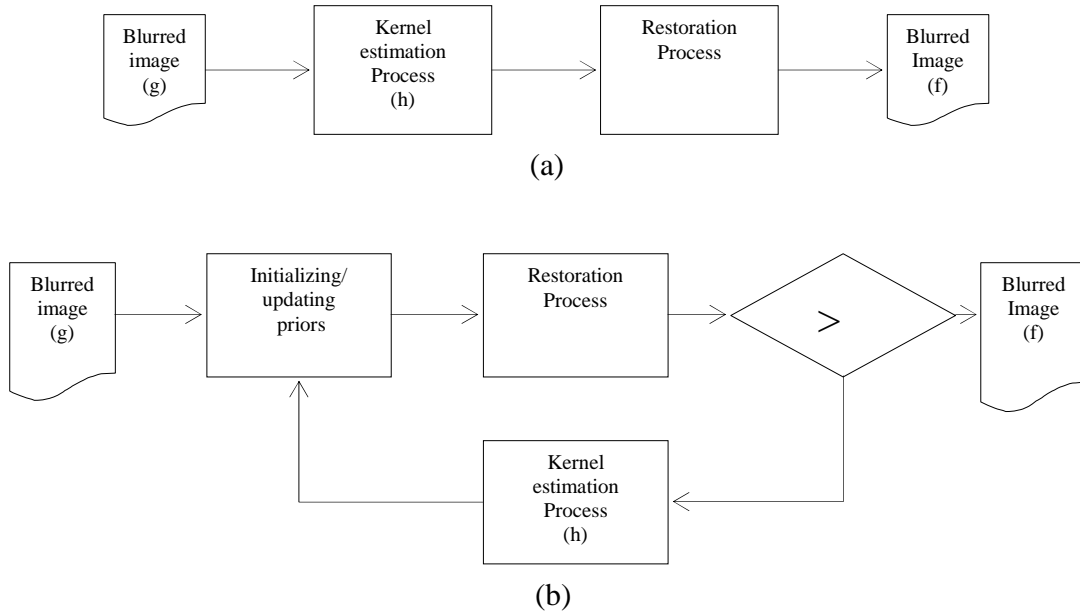 Blurred
image
(g)
Kernel
estimation
Process
(h)
Restoration
Process
Blurred
Image
(f)
(a)
Blurred
image
(g)
Initializing/
updating
priors
Restoration
Process
>
Blurred
Image
(f)
Kernel
estimation
Process
(h)
(b)